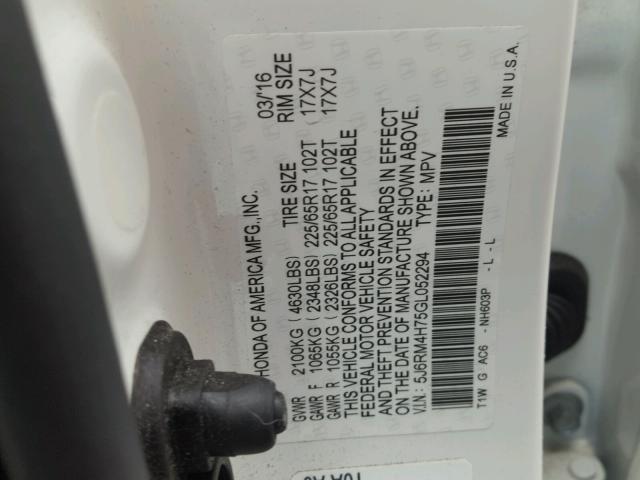 HONDA OF AMERICA MFG.,INC. 03/'16
TIRE SIZE RIM SIZE
GVWR 2100KG (4630LBS)
GAWR F 1065KG (2348LBS) 225/65R17 102T 17X7J
GAWR R 1055KG (2326LBS) 225/65R17 102T 17X7J
THIS VEHICLE CONFORMS TO ALL APPLICABLE
FEDERAL MOTOR VEHICLE SAFETY
AND THEFT PREVENTION STANDARDS IN EFFECT
ON THE DATE OF MANUFACTURE SHOWN ABOVE.
V.I.N.: 5J6RM4H75GL052294 TYPE: MPV
T1W G AC6 -NH603P -L -L
MADE IN U.S.A.